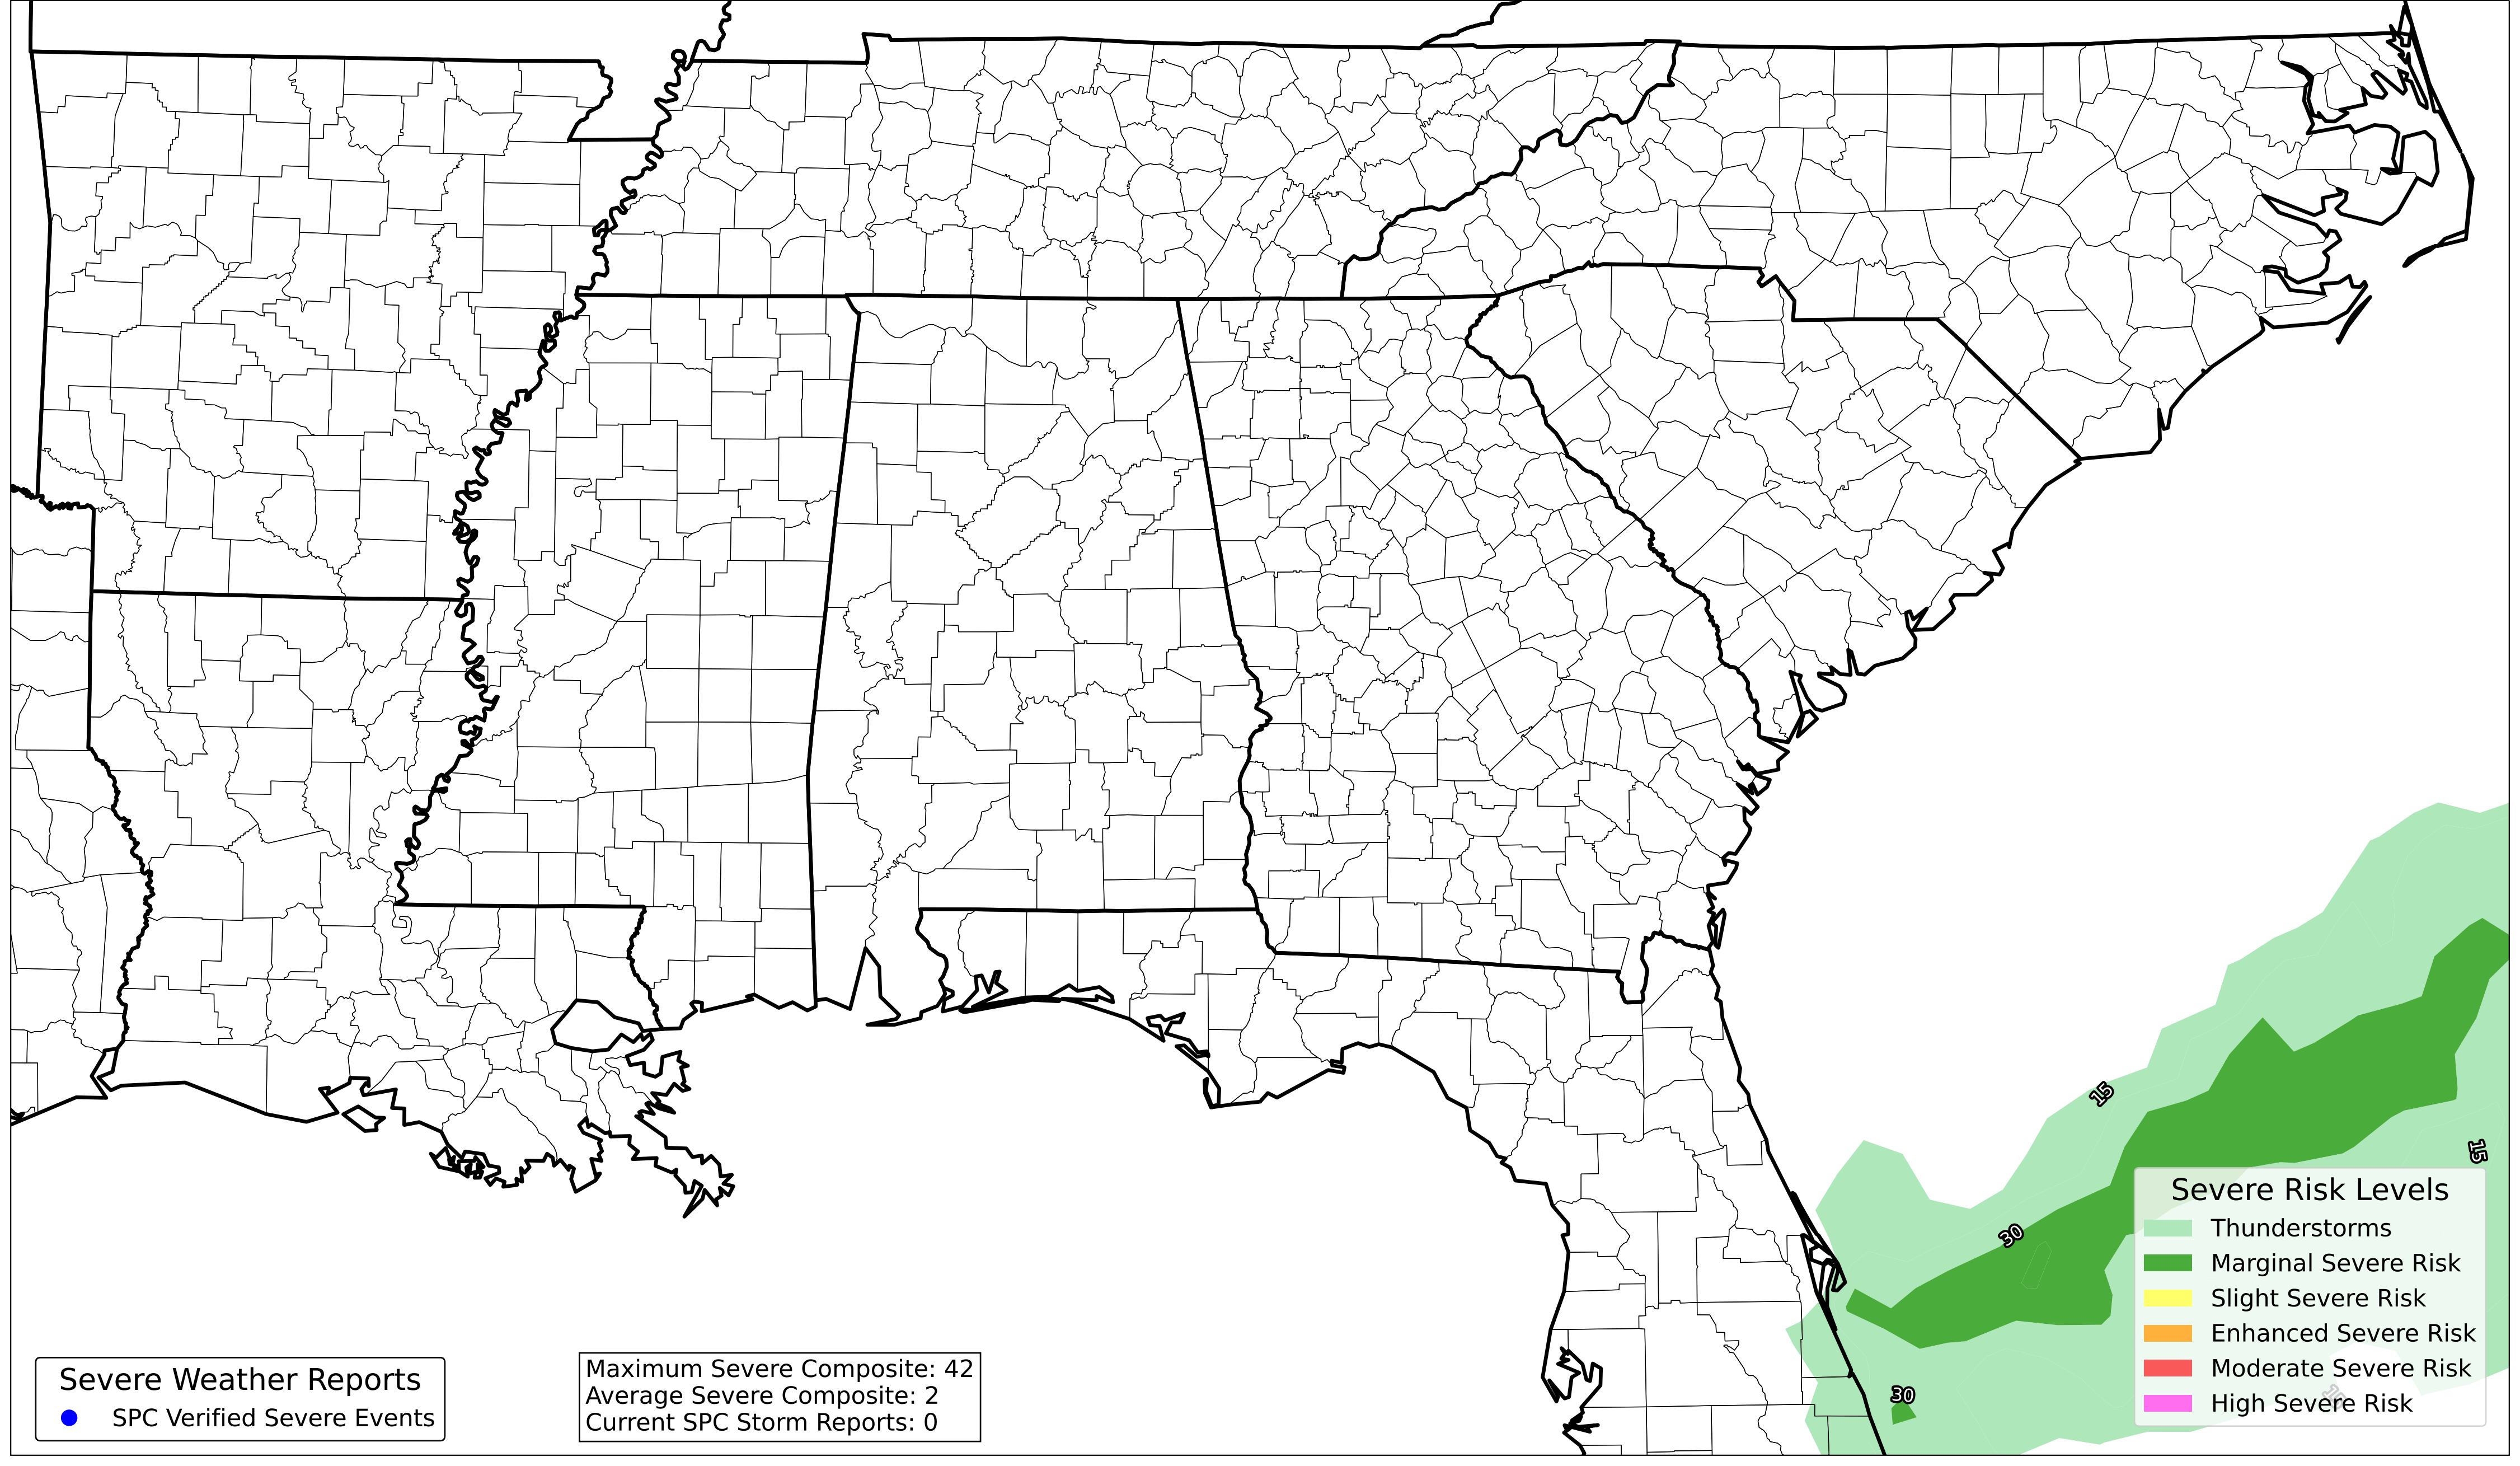 15
15
30
30
Severe Risk Levels
Thunderstorms
Marginal Severe Risk
Slight Severe Risk
Enhanced Severe Risk
Moderate Severe Risk
High Severe Risk
Severe Weather Reports
SPC Verified Severe Events
Maximum Severe Composite: 42
Average Severe Composite: 2
Current SPC Storm Reports: 0